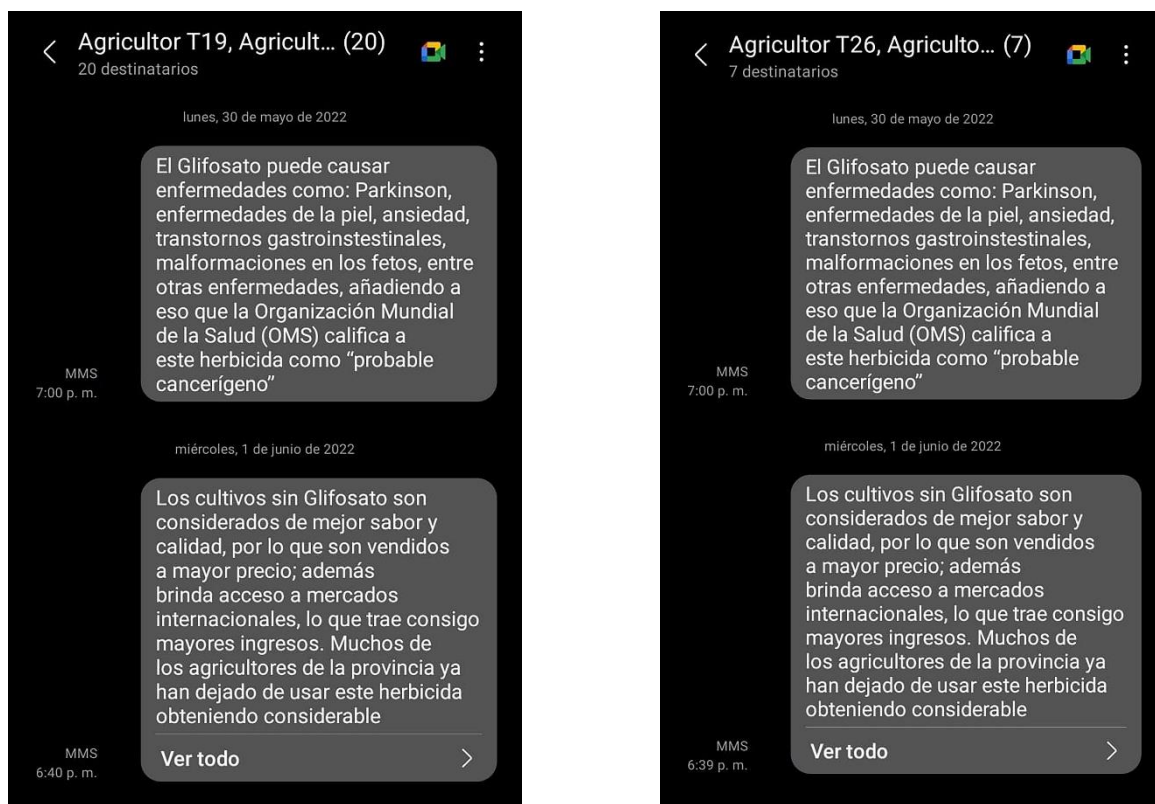 Agricultor T19, Agricult... (20)
20 destinatarios
lunes, 30 de mayo de 2022
El Glifosato puede causar
enfermedades como: Parkinson,
enfermedades de la piel, ansiedad,
transtornos gastroinstestinales,
malformaciones en los fetos, entre
otras enfermedades, añadiendo a
eso que la Organización Mundial
de la Salud (OMS) califica a
este herbicida como “probable
cancerígeno”
MMS
7:00 p. m.
miércoles, 1 de junio de 2022
Los cultivos sin Glifosato son
considerados de mejor sabor y
calidad, por lo que son vendidos
a mayor precio; además
brinda acceso a mercados
internacionales, lo que trae consigo
mayores ingresos. Muchos de
los agricultores de la provincia ya
han dejado de usar este herbicida
obteniendo considerable
Ver todo
MMS
6:40 p. m.
Agricultor T26, Agriculto... (7)
7 destinatarios
lunes, 30 de mayo de 2022
El Glifosato puede causar
enfermedades como: Parkinson,
enfermedades de la piel, ansiedad,
transtornos gastroinstestinales,
malformaciones en los fetos, entre
otras enfermedades, añadiendo a
eso que la Organización Mundial
de la Salud (OMS) califica a
este herbicida como “probable
cancerígeno”
MMS
7:00 p. m.
miércoles, 1 de junio de 2022
Los cultivos sin Glifosato son
considerados de mejor sabor y
calidad, por lo que son vendidos
a mayor precio; además
brinda acceso a mercados
internacionales, lo que trae consigo
mayores ingresos. Muchos de
los agricultores de la provincia ya
han dejado de usar este herbicida
obteniendo considerable
Ver todo
MMS
6:39 p. m.